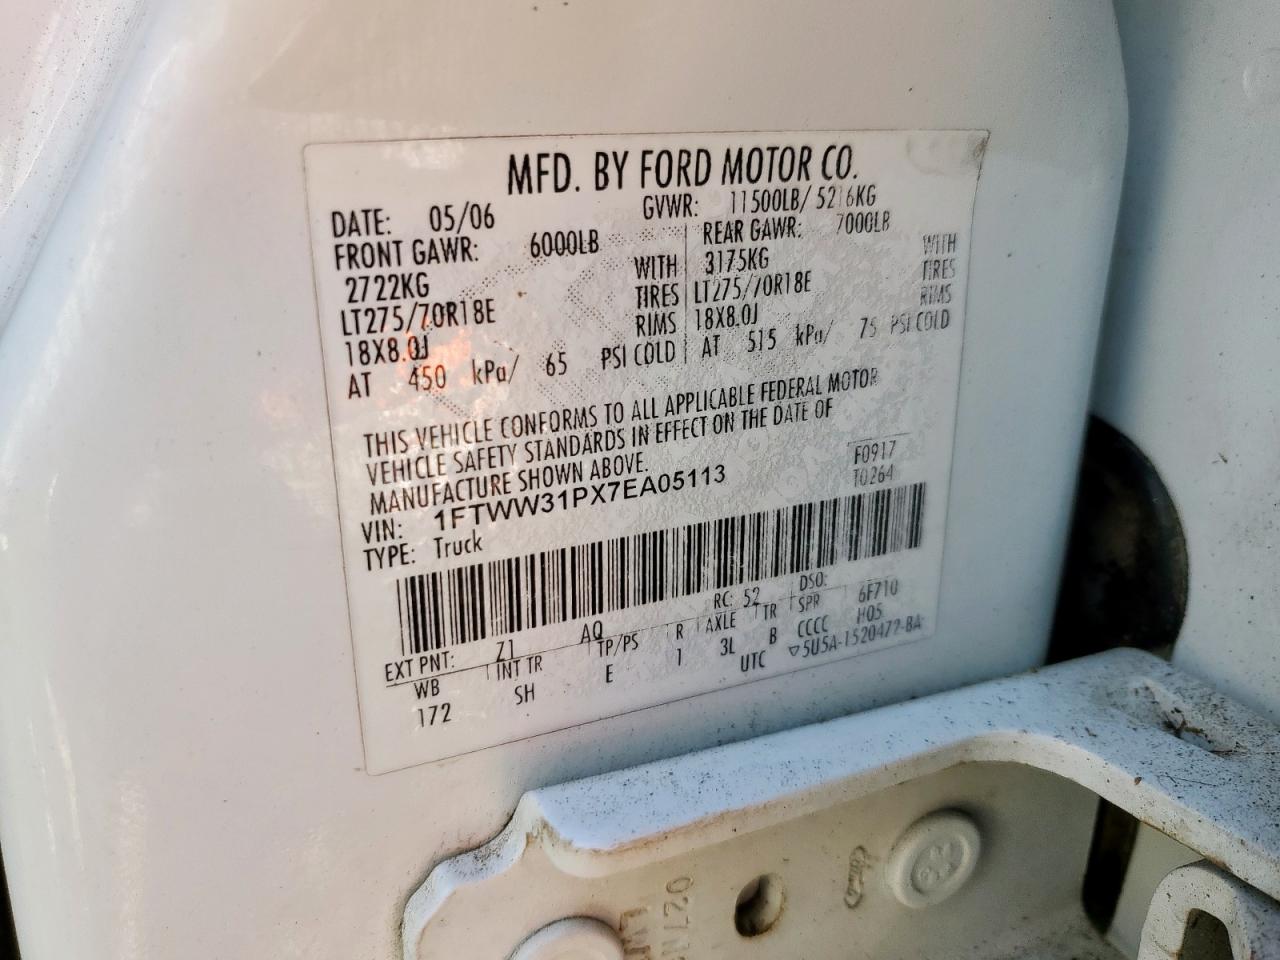 MFD. BY FORD MOTOR CO.
DATE: 05/06 GVWR: 11500LB/ 5216KG
FRONT GAWR: 6000LB REAR GAWR: 7000LB
2722KG WITH 3175KG WITH
LT275/70R18E TIRES LT275/70R18E TIRES
18X8.0J RIMS 18X8.0J RIMS
AT 450 kPa/ 65 PSI COLD AT 515 kPa/ 75 PSI COLD
THIS VEHICLE CONFORMS TO ALL APPLICABLE FEDERAL MOTOR
VEHICLE SAFETY STANDARDS IN EFFECT ON THE DATE OF
MANUFACTURE SHOWN ABOVE.
F0917
VIN: 1FTWW31PX7EA05113 T0264
TYPE: Truck
EXT PNT: Z1 AQ RC: 52 DSO: 6F710
WB INT TR TP/PS R AXLE TR SPR H05
172 SH E 1 3L B CCCC
UTC ▽5U5A-1520472-BA